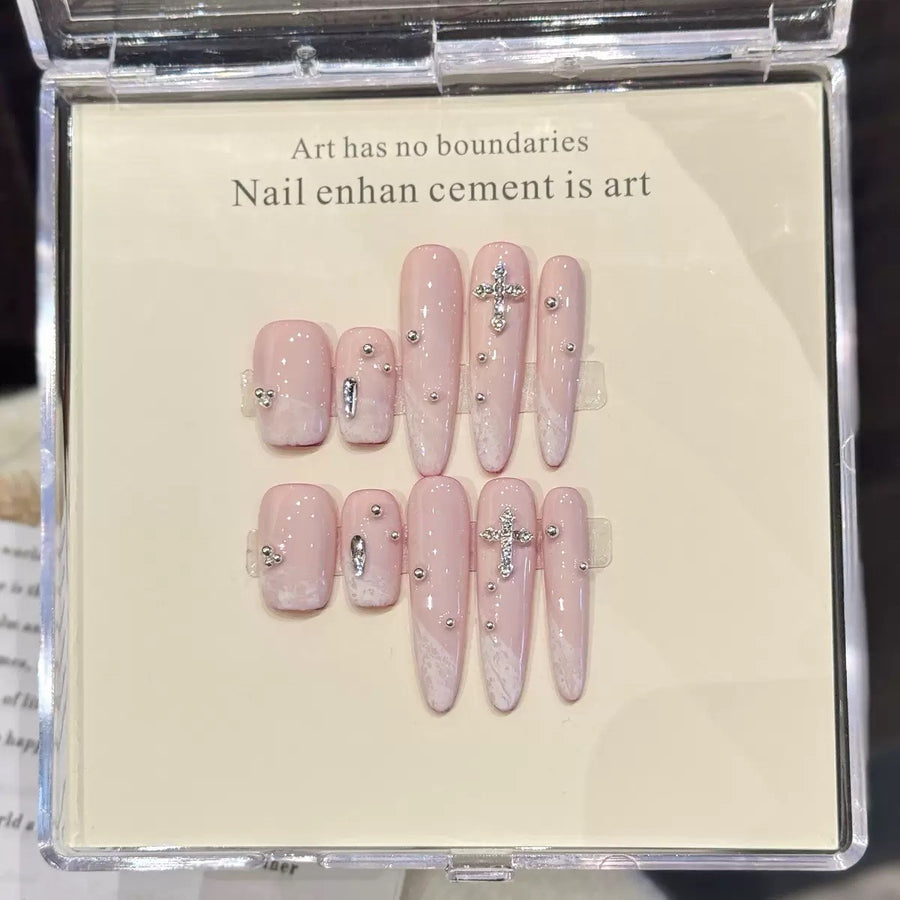 Art has no boundaries
Nail enhan cement is art